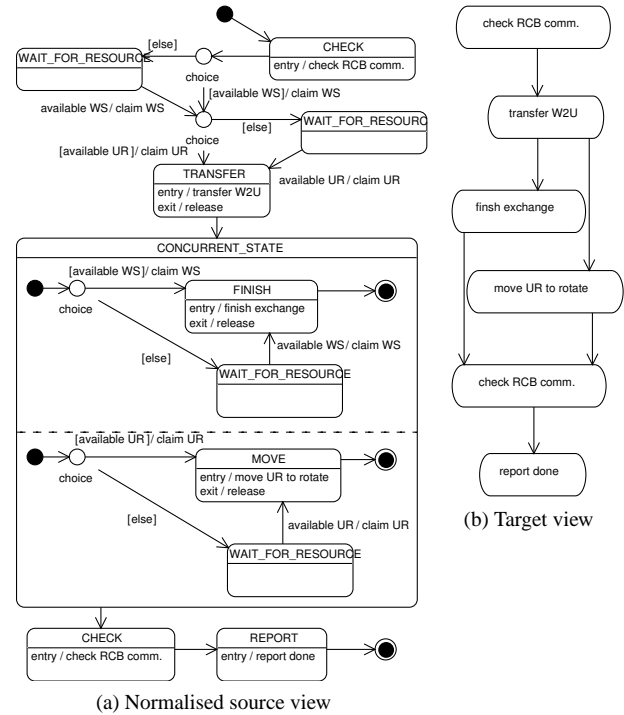 check RCB comm.
[else]
CHECK
WAIT_FOR_RESOURCE
entry / check RCB comm.
choice
[available WS]/ claim WS
available WS/ claim WS
transfer W2U
[else]
WAIT_FOR_RESOURC
choice
[available UR]/ claim UR
TRANSFER
available UR / claim UR
entry / transfer W2U
exit / release
finsh exchange
CONCURRENT_STATE
[available WS]/ claim WS
FINISH
move UR to rotate
choice
entry / finish exchange
exit / release
available WS/ claim WS
[else]
WAIT_FOR_RESOURCE
check RCB comm.
[available UR]/ claim UR
MOVE
choice
entry / move UR to rotate
exit / release
report done
[else]
available UR / claim UR
(b) Target view
WAIT_FOR_RESOURCE
CHECK
REPORT
entry / check RCB comm.
entry / report done
(a) Normalised source view